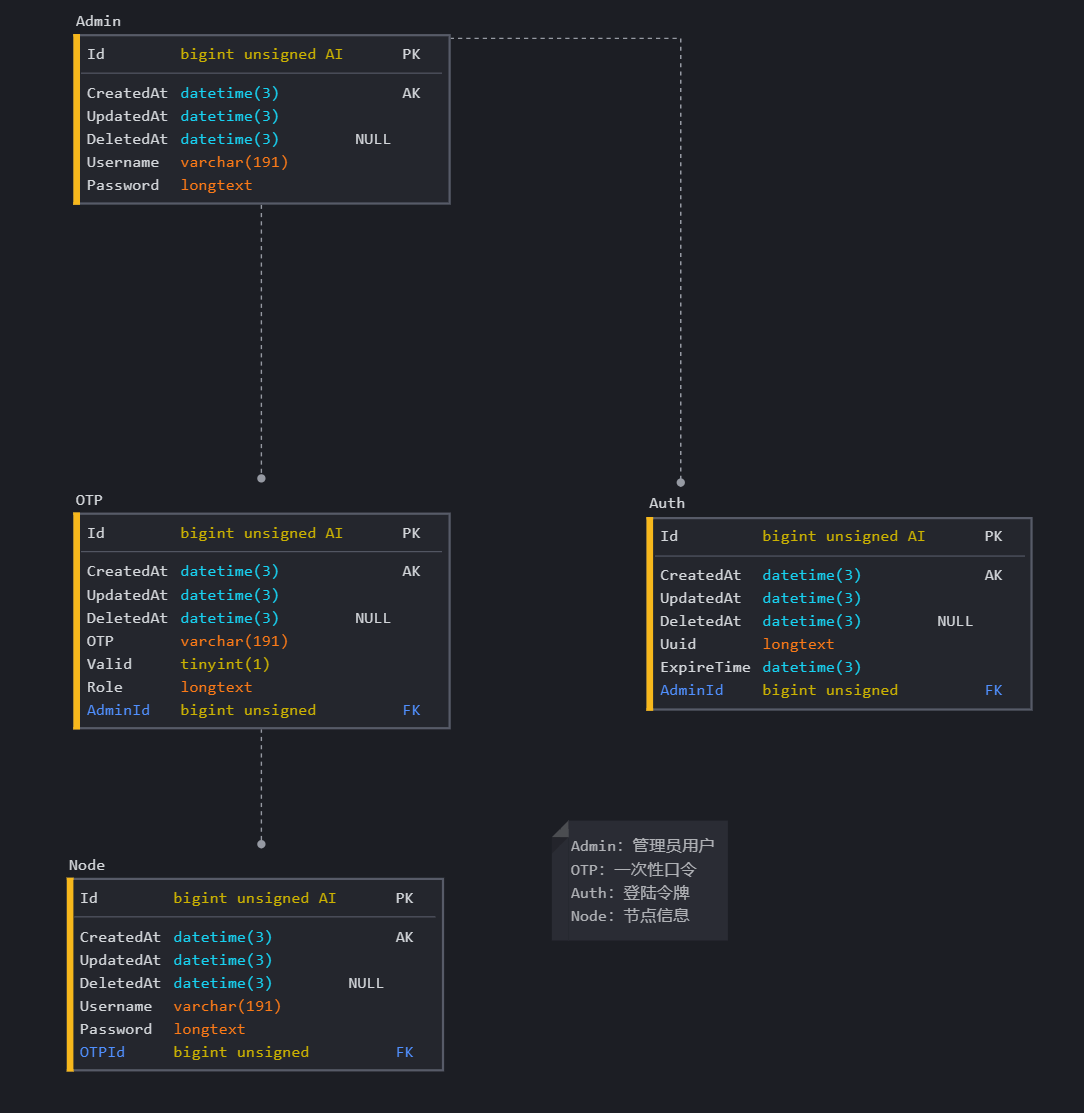 Admin
Id bigint unsigned AI PK
CreatedAt datetime(3) AK
UpdatedAt datetime(3)
DeletedAt datetime(3) NULL
Username varchar(191)
Password longtext
OTP
Id bigint unsigned AI PK
CreatedAt datetime(3) AK
UpdatedAt datetime(3)
DeletedAt datetime(3) NULL
OTP varchar(191)
Valid tinyint(1)
Role longtext
AdminId bigint unsigned FK
Auth
Id bigint unsigned AI PK
CreatedAt datetime(3) AK
UpdatedAt datetime(3)
DeletedAt datetime(3) NULL
Uuid longtext
ExpireTime datetime(3)
AdminId bigint unsigned FK
Node
Id bigint unsigned AI PK
CreatedAt datetime(3) AK
UpdatedAt datetime(3)
DeletedAt datetime(3) NULL
Username varchar(191)
Password longtext
OTPId bigint unsigned FK
Admin: 管理员用户
OTP: 一次性口令
Auth: 登陆令牌
Node: 节点信息